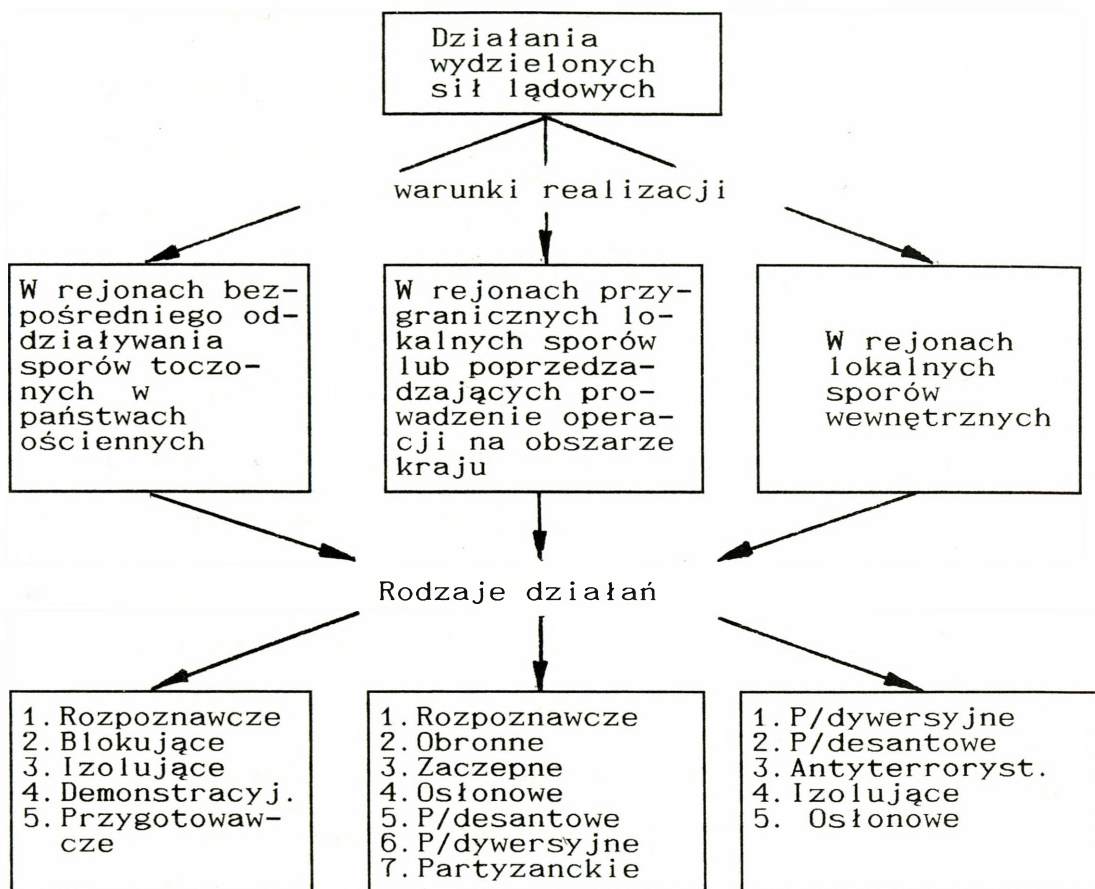 Działania
wydzielonych
sił lądowych
warunki realizacji
W rejonach bez-
pośredniego od-
działywania
sporów toczo-
nych w
państwach
ościennych
W rejonach przy-
granicznych lo-
kalnych sporów
lub poprzedza-
dzających pro-
wadzenie opera-
cji na obszarze
kraju
W rejonach
lokalnych
sporów
wewnętrznych
Rodzaje działań
1. Rozpoznawcze
2. Blokujące
3. Izolujące
4. Demonstracyj.
5. Przygotowaw-
cze
1. Rozpoznawcze
2. Obronne
3. Zaczepne
4. Osłonowe
5. P/desantowe
6. P/dywersyjne
7. Partyzanckie
1. P/dywersyjne
2. P/desantowe
3. Antyterroryst.
4. Izolujące
5. Osłonowe